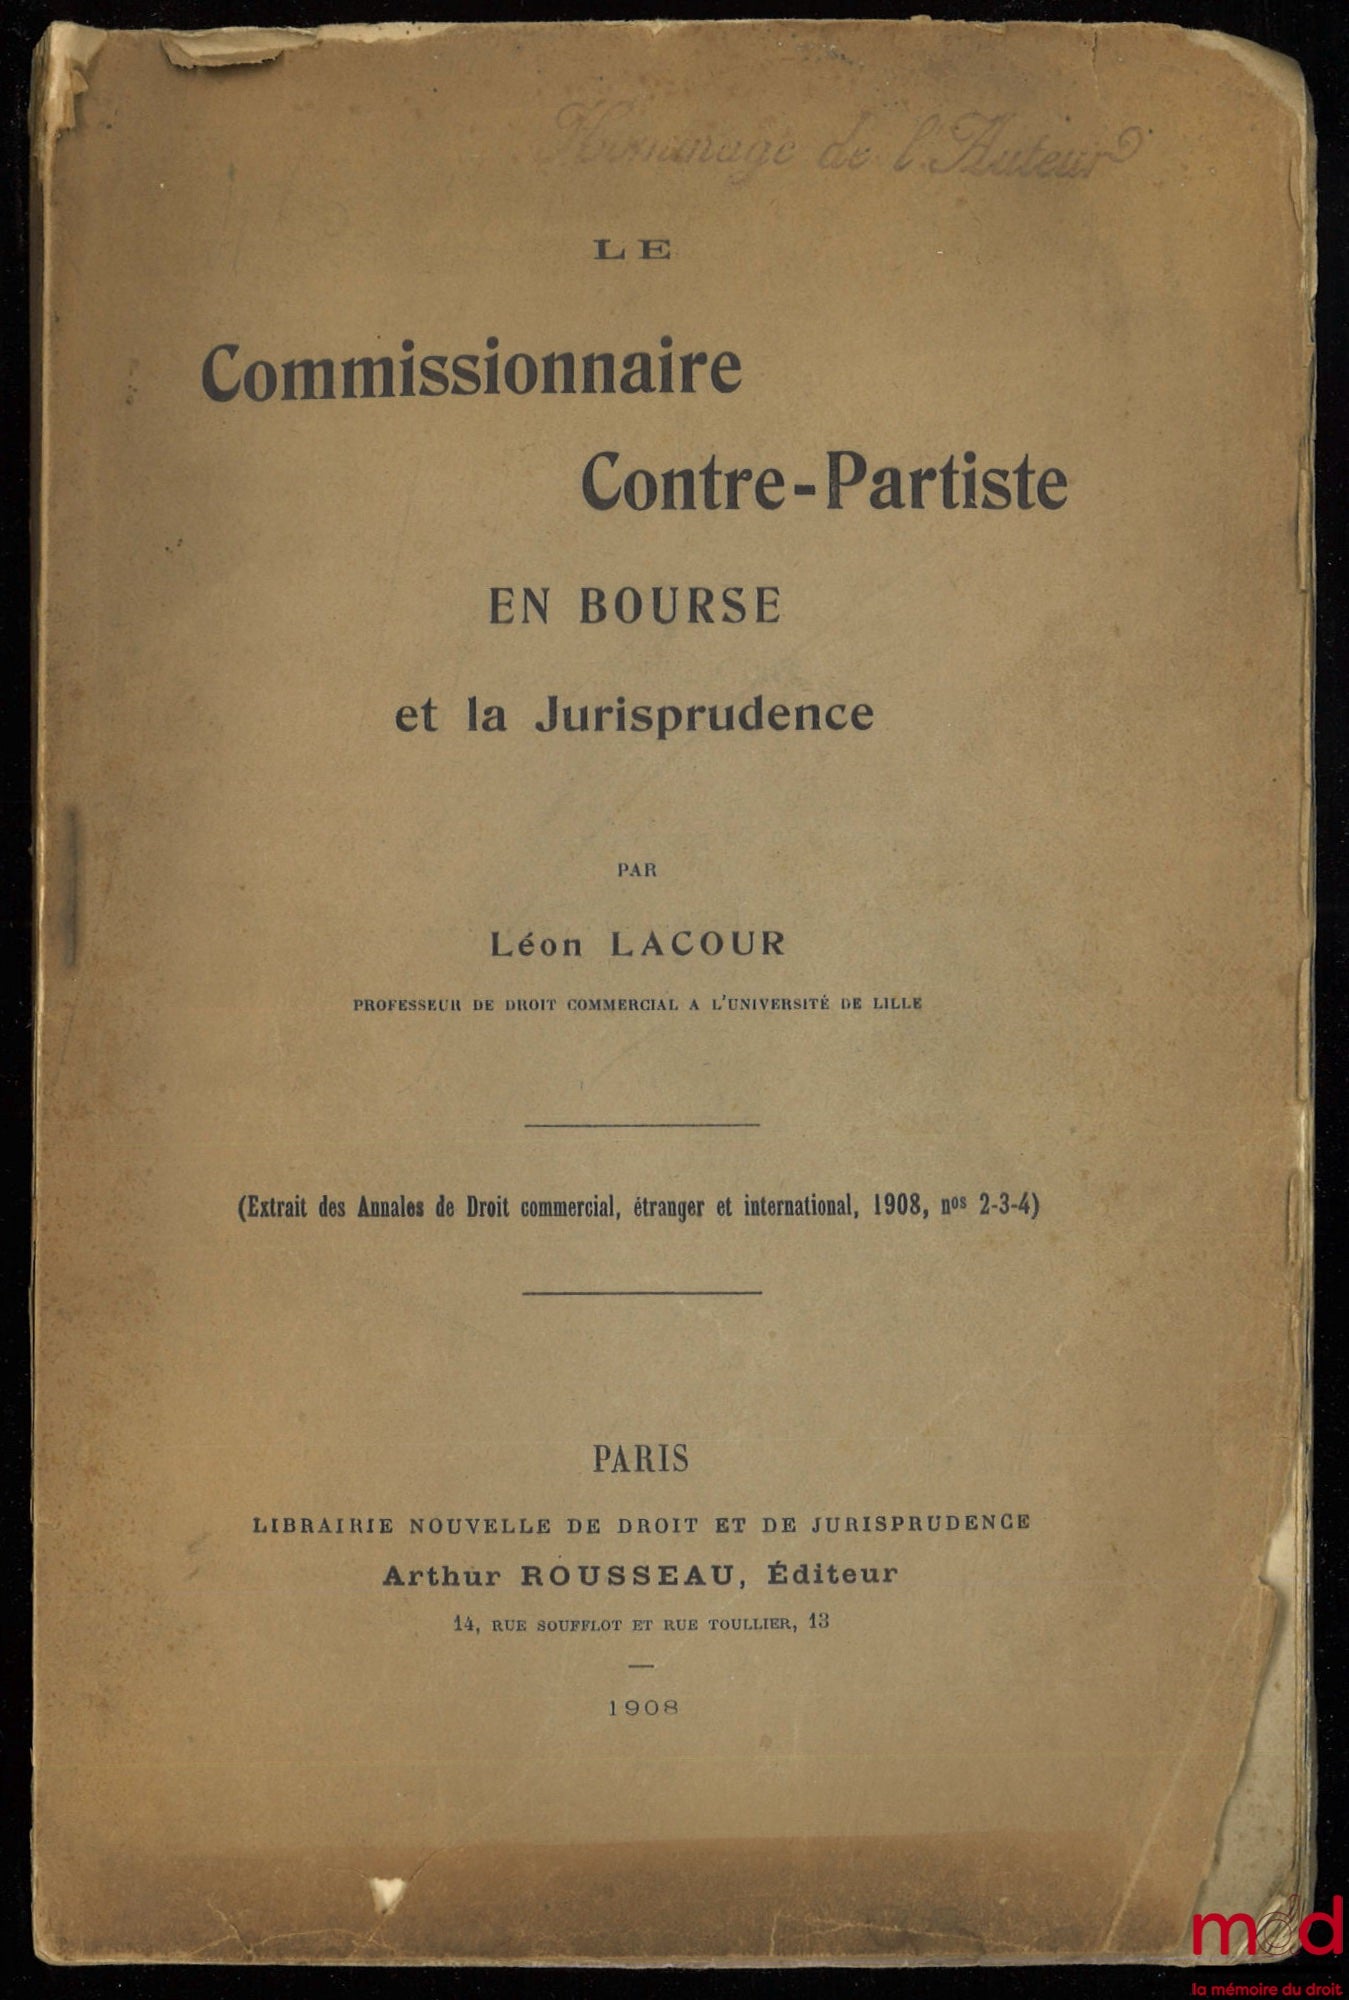 Hommage de l'Auteur
LE
Commissionnaire
Contre-Partiste
EN BOURSE
et la Jurisprudence
PAR
Léon LACOUR
PROFESSEUR DE DROIT COMMERCIAL A L'UNIVERSITÉ DE LILLE
(Extrait des Annales de Droit commercial, étranger et international, 1908, nos 2-3-4)
PARIS
LIBRAIRIE NOUVELLE DE DROIT ET DE JURISPRUDENCE
Arthur ROUSSEAU, Éditeur
14, RUE SOUFFLOT ET RUE TOULLIER, 13
1908
mdd
la mémoire du droit